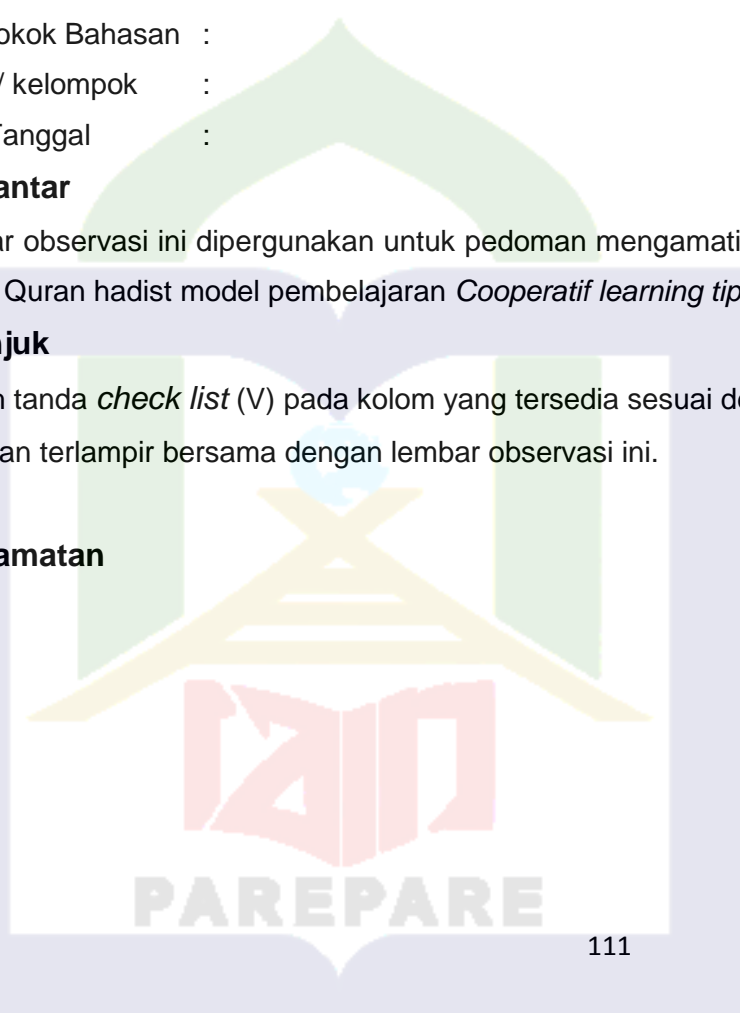 okok Bahasan :
/ kelompok :
Tanggal :
antar
ar observasi ini dipergunakan untuk pedoman mengamati
Quran hadist model pembelajaran Cooperatif learning tip
njuk
n tanda check list (V) pada kolom yang tersedia sesuai de
an terlampir bersama dengan lembar observasi ini.
amatan
PAREPARE
111